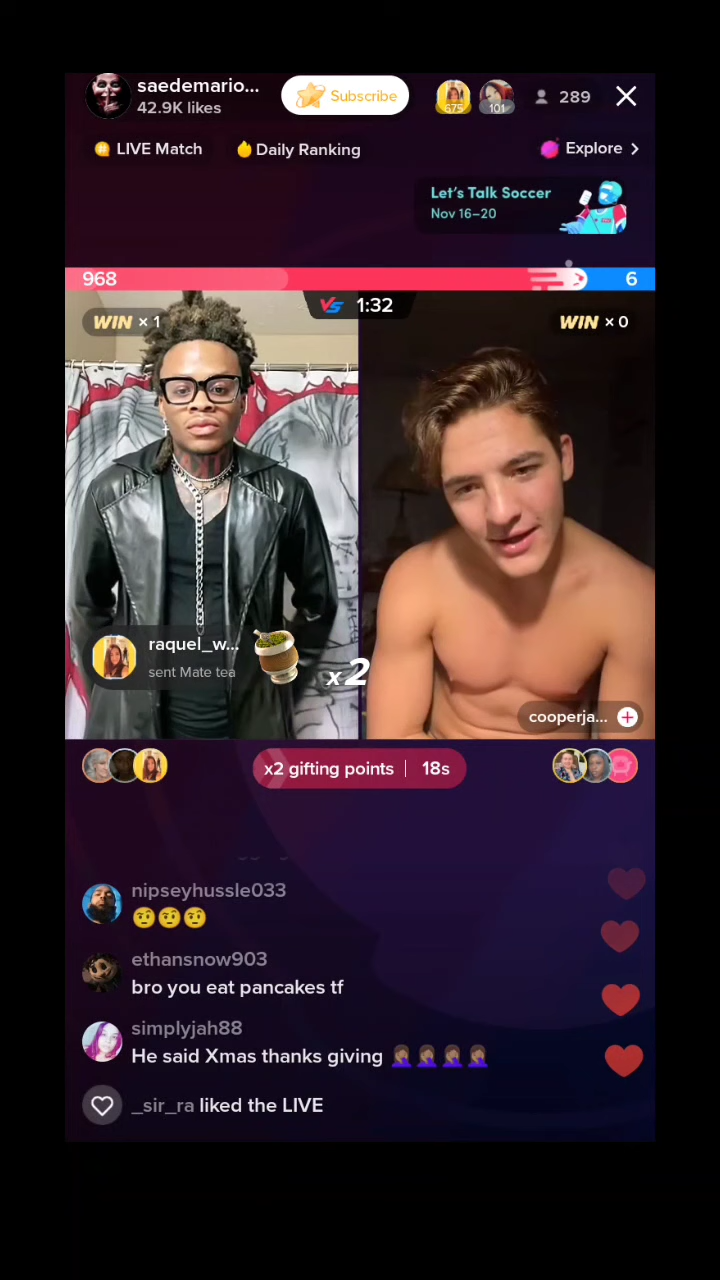 saedemario...
42.9K likes
Subscribe
675
101
289
LIVE Match
Daily Ranking
Explore
Let's Talk Soccer
Nov 16–20
968
6
VS 1:32
WIN × 1
WIN × 0
raquel_w...
sent Mate tea
x2
cooperja...
x2 gifting points | 18s
nipseyhussle033
ethansnow903
bro you eat pancakes tf
simplyjah88
He said Xmas thanks giving
_sir_ra liked the LIVE